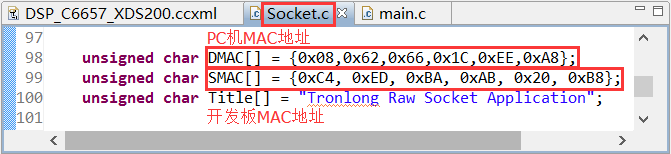 DSP_C6657_XDS200.ccxml Socket.c main.c
97 PC机MAC地址
98 unsigned char DMAC[] = {0x08,0x62,0x66,0x1C,0xEE,0xA8};
99 unsigned char SMAC[] = {0xC4, 0xED, 0xBA, 0xAB, 0x20, 0xB8};
100 unsigned char Title[] = "Tronlong Raw Socket Application";
101 开发板MAC地址